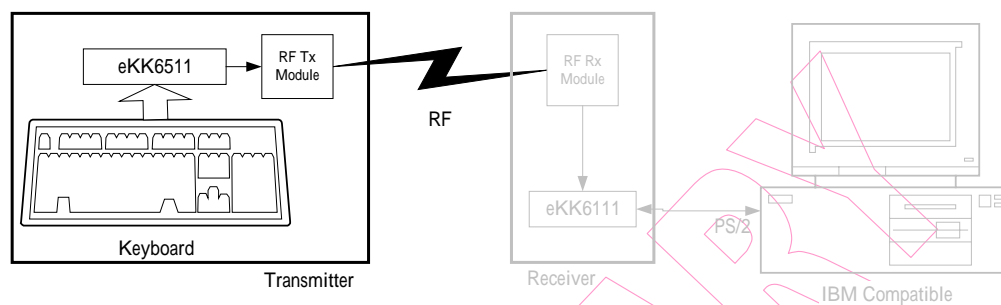 eKK6511
RF Tx
Module
RF
Keyboard
Transmitter
RF Rx
Module
eKK6111
Receiver
PS/2
IBM Compatible